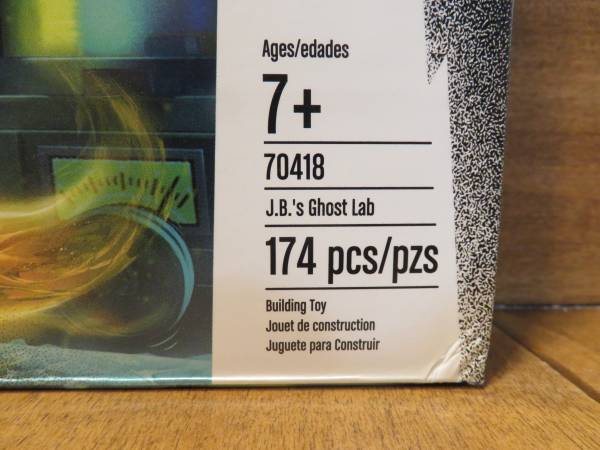 Ages/edades
7+
70418
J.B.'s Ghost Lab
174 pcs/pzs
Building Toy
Jouet de construction
Juguete para Construir